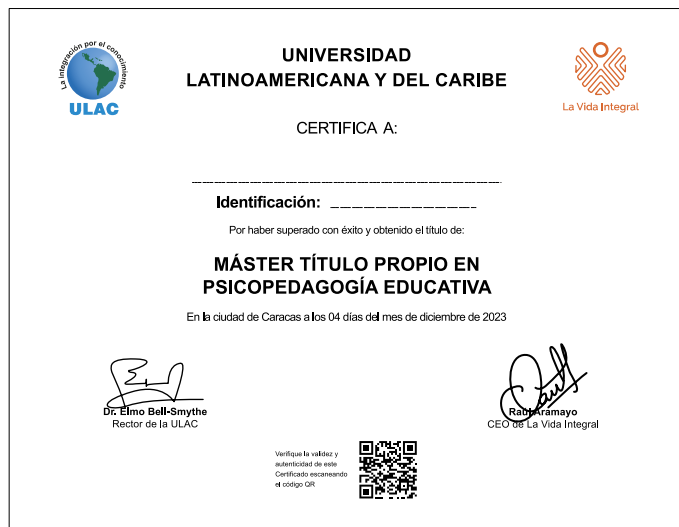 La integración por el conocimiento
ULAC
UNIVERSIDAD
LATINOAMERICANA Y DEL CARIBE
La Vida Integral
CERTIFICA A:
Identificación:
Por haber superado con éxito y obtenido el título de:
MÁSTER TÍTULO PROPIO EN
PSICOPEDAGOGÍA EDUCATIVA
En la ciudad de Caracas a los 04 días del mes de diciembre de 2023
Dr. Elmo Bell-Smythe
Rector de la ULAC
Raúl Aramayo
CEO de La Vida Integral
Verifique la validez y
autenticidad de este
Certificado escaneando
el código QR